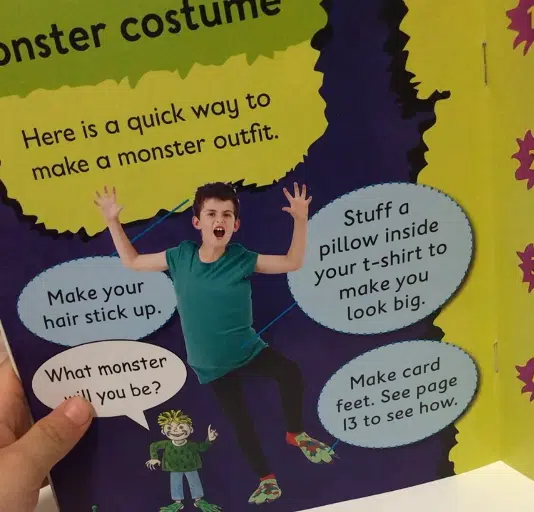 onster costume
Here is a quick way to
make a monster outfit.
Make your
hair stick up.
Stuff a
pillow inside
your t-shirt to
make you
look big.
What monster
will you be?
Make card
feet. See page
13 to see how.